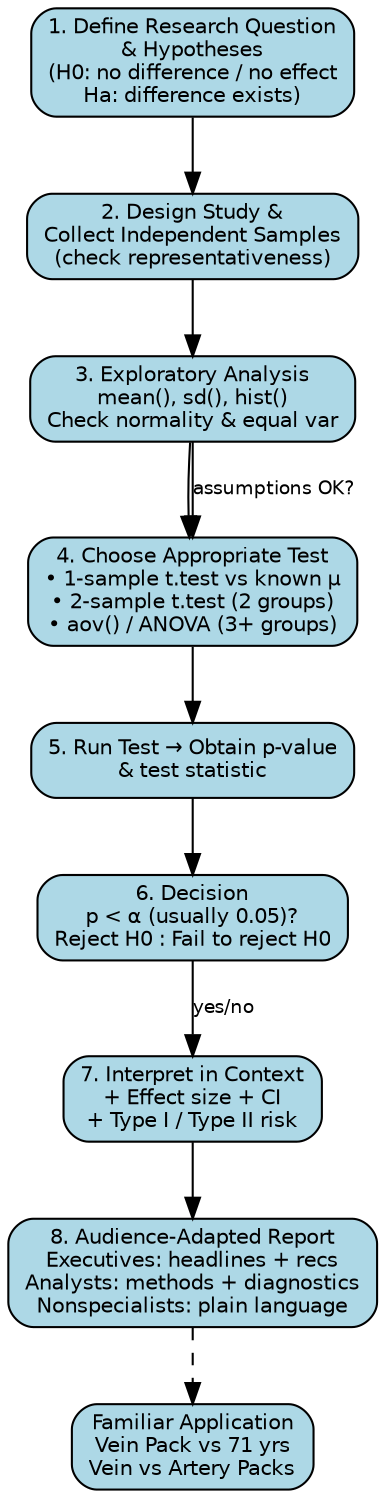 1. Define Research Question
& Hypotheses
(H0: no difference / no effect
Ha: difference exists)
2. Design Study &
Collect Independent Samples
(check representativeness)
3. Exploratory Analysis
mean(), sd(), hist()
Check normality & equal var
assumptions OK?
4. Choose Appropriate Test
• 1-sample t.test vs known μ
• 2-sample t.test (2 groups)
• aov() / ANOVA (3+ groups)
5. Run Test → Obtain p-value
& test statistic
6. Decision
p < α (usually 0.05)?
Reject H0 : Fail to reject H0
yes/no
7. Interpret in Context
+ Effect size + CI
+ Type I / Type II risk
8. Audience-Adapted Report
Executives: headlines + recs
Analysts: methods + diagnostics
Nonspecialists: plain language
Familiar Application
Vein Pack vs 71 yrs
Vein vs Artery Packs